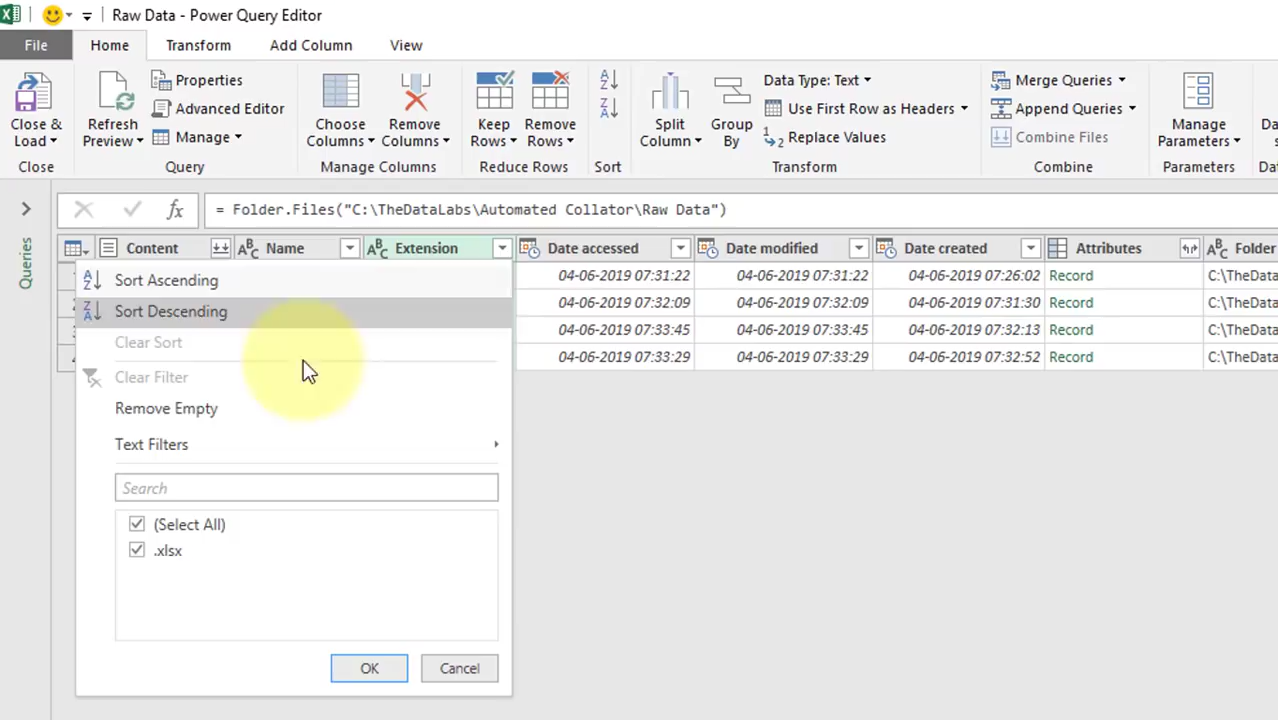 Raw Data - Power Query Editor
File Home Transform Add Column View
Close & Load
Refresh Preview
Properties
Advanced Editor
Manage
Choose Columns
Remove Columns
Keep Rows
Remove Rows
Split Column
Group By
Data Type: Text
Use First Row as Headers
Replace Values
Merge Queries
Append Queries
Combine Files
Manage Parameters
Close Query Manage Columns Reduce Rows Sort Transform Combine Parameters
fx = Folder.Files("C:\TheDataLabs\Automated Collator\Raw Data")
Queries
Content ABC Name ABC Extension Date accessed Date modified Date created Attributes ABC Folder
04-06-2019 07:31:22 04-06-2019 07:31:22 04-06-2019 07:26:02 Record C:\TheData
04-06-2019 07:32:09 04-06-2019 07:32:09 04-06-2019 07:31:30 Record C:\TheData
04-06-2019 07:33:45 04-06-2019 07:33:45 04-06-2019 07:32:13 Record C:\TheData
04-06-2019 07:33:29 04-06-2019 07:33:29 04-06-2019 07:32:52 Record C:\TheData
Sort Ascending
Sort Descending
Clear Sort
Clear Filter
Remove Empty
Text Filters
Search
(Select All)
.xlsx
OK Cancel